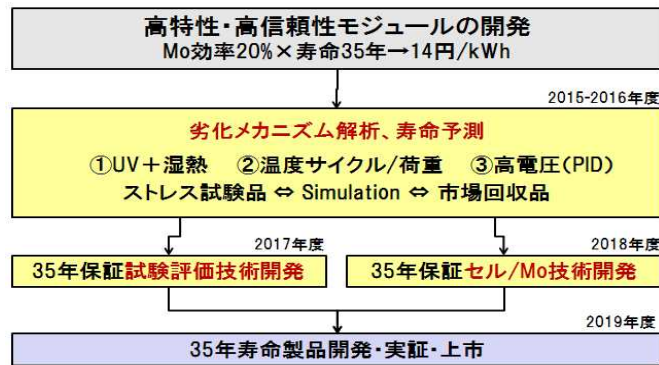 高特性・高信頼性モジュールの開発
Mo効率20%×寿命35年→14円/kWh
2015-2016年度
劣化メカニズム解析、寿命予測
①UV+湿熱 ②温度サイクル/荷重 ③高電圧(PID)
ストレス試験品 ⇔ Simulation ⇔ 市場回収品
2017年度
2018年度
35年保証試験評価技術開発
35年保証セル/Mo技術開発
2019年度
35年寿命製品開発・実証・上市